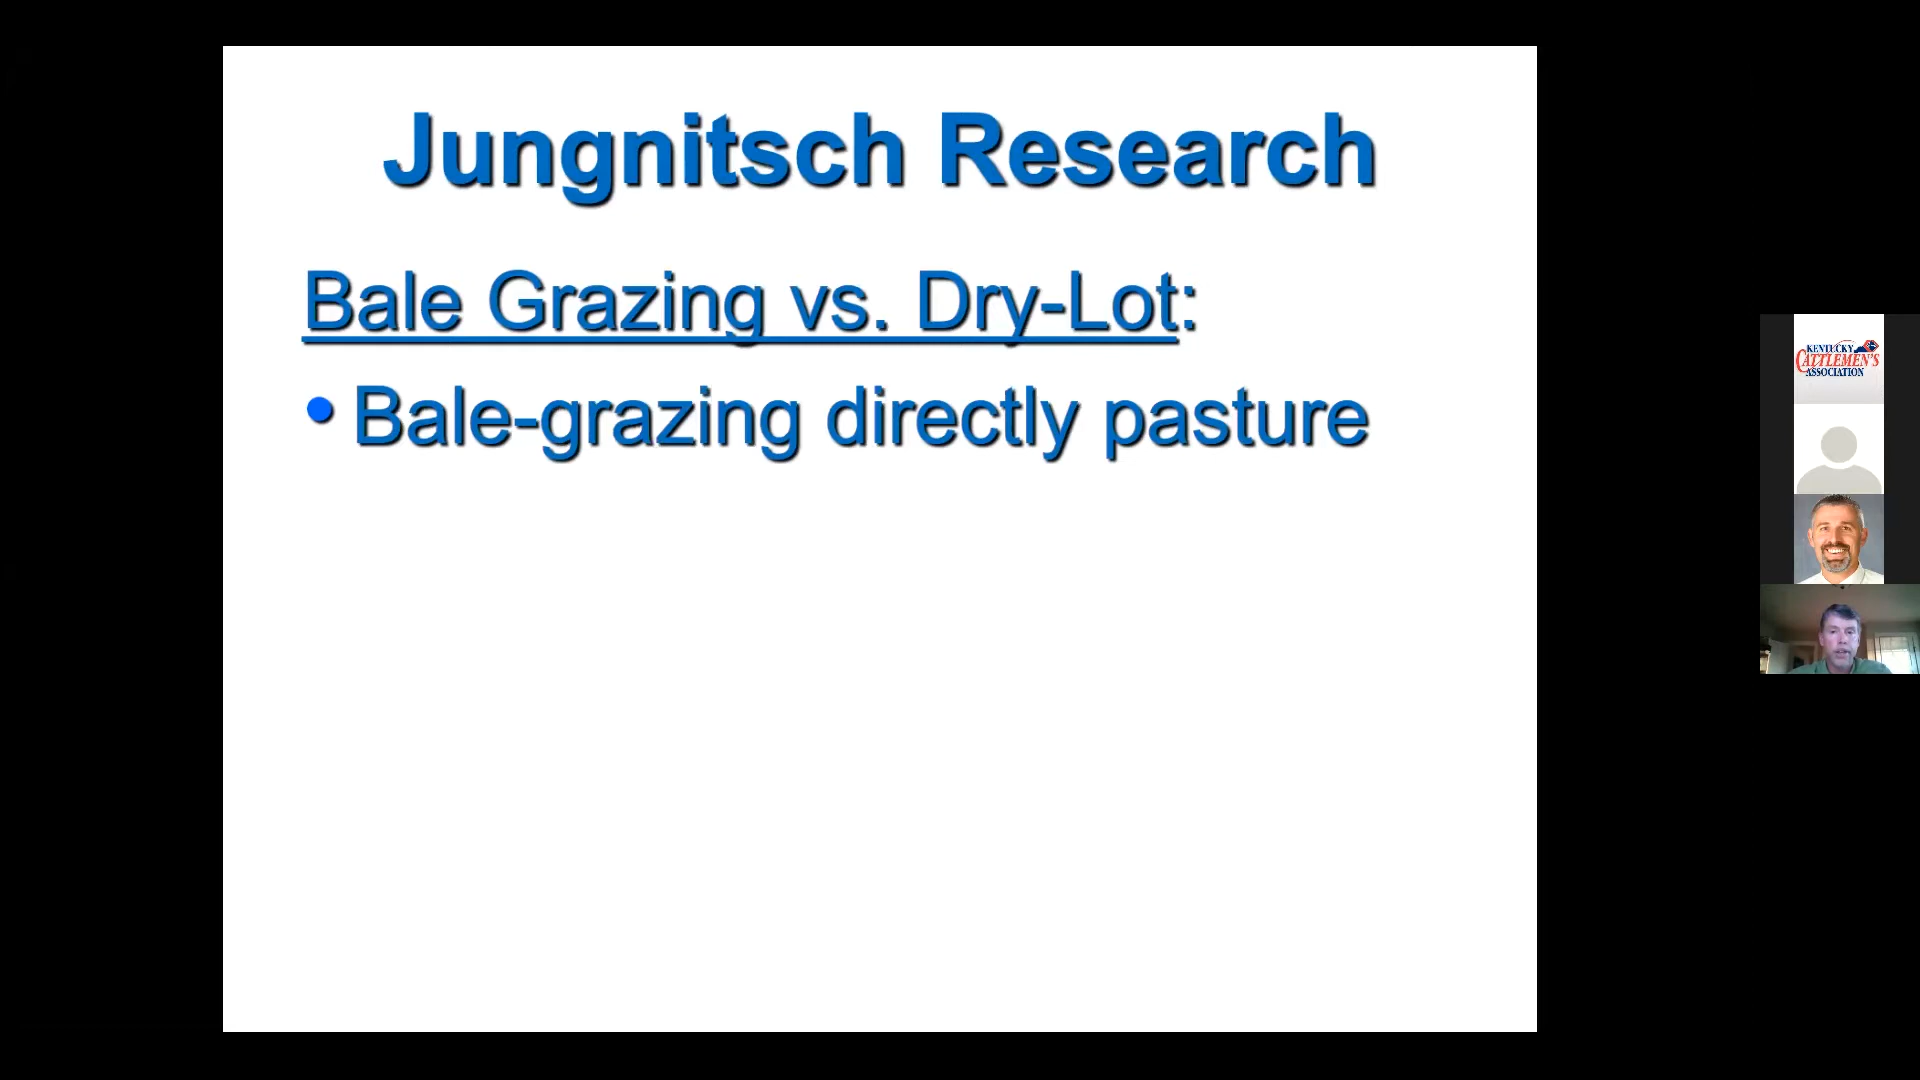 Jungnitsch Research
Bale Grazing vs. Dry-Lot:
• Bale-grazing directly pasture
KENTUCKY
CATTLEMEN'S
ASSOCIATION